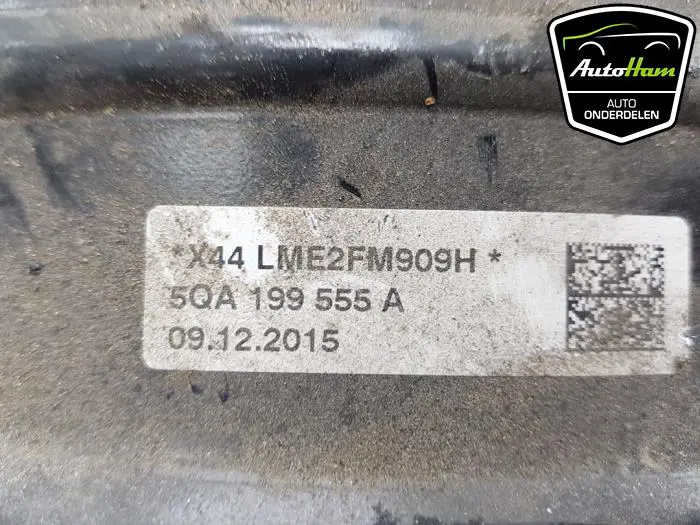 AutoHam
AUTO
ONDERDELEN
*X44 LME2FM909H *
5QA 199 555 A
09.12.2015